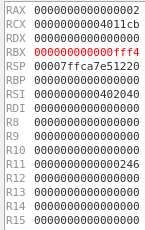 RAX 0000000000000002
RCX 00000000004011cb
RDX 0000000000000000
RBX 000000000000fff4
RSP 00007ffca7e51220
RBP 0000000000000000
RSI 0000000000402040
RDI 0000000000000000
R8 0000000000000000
R9 0000000000000000
R10 0000000000000000
R11 0000000000000246
R12 0000000000000000
R13 0000000000000000
R14 0000000000000000
R15 0000000000000000